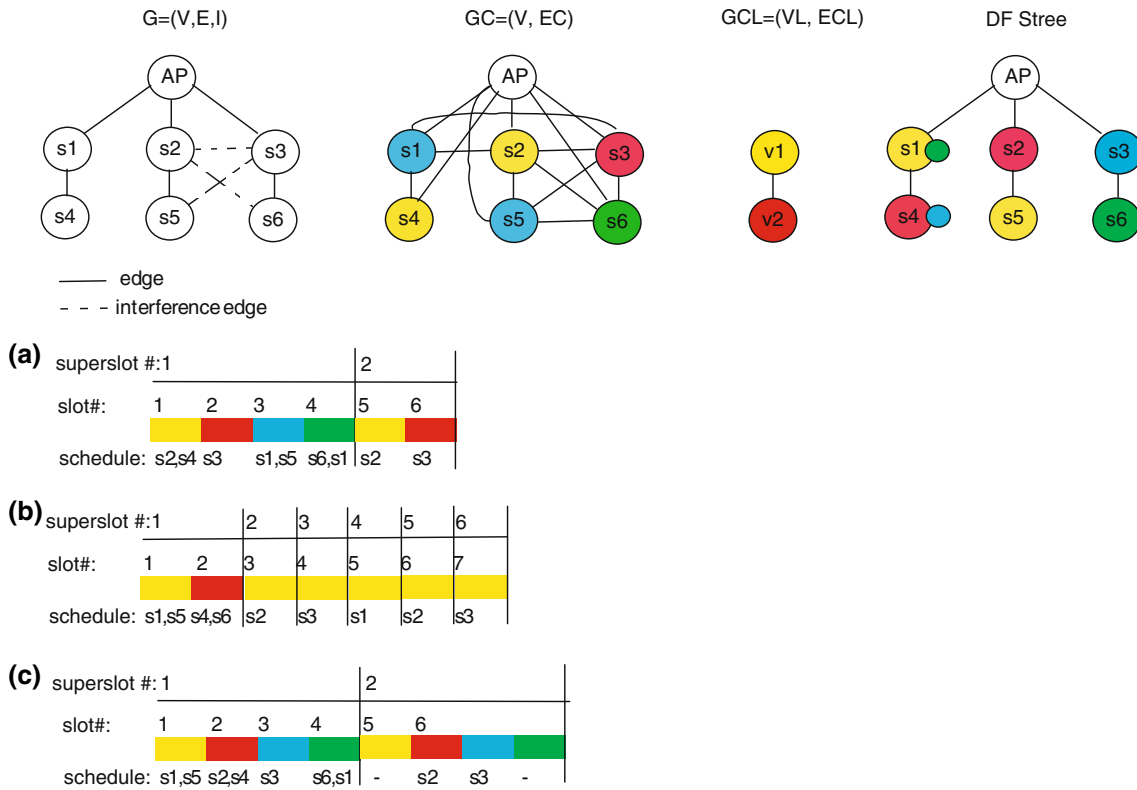 G=(V,E,I) GC=(V, EC) GCL=(VL, ECL) DF Stree
AP AP AP
s1 s2 s3 s1 s2 s3 v1 s1 s2 s3
s4 s5 s6 s4 s5 s6 v2 s4 s5 s6
edge
interference edge
(a)
superslot #:1 2
slot#: 1 2 3 4 5 6
schedule: s2,s4 s3 s1,s5 s6,s1 s2 s3
(b)
superslot #:1 2 3 4 5 6
slot#: 1 2 3 4 5 6 7
schedule: s1,s5 s4,s6 s2 s3 s1 s2 s3
(c)
superslot #:1 2
slot#: 1 2 3 4 5 6
schedule: s1,s5 s2,s4 s3 s6,s1 - s2 s3 -